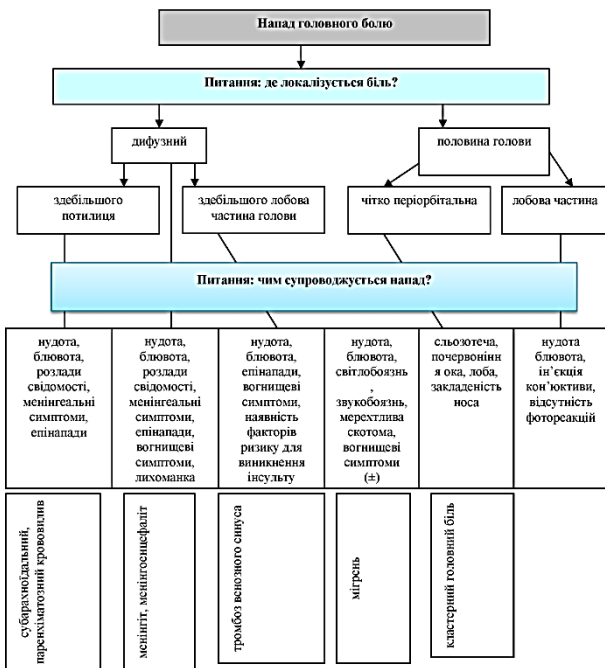 Напад головного болю
Питання: де локалізується біль?
дифузний
половина голови
здебільшого
потилиця
здебільшого лобова
частина голови
чітко періорбітальна
лобова частина
Питання: чим супроводжується напад?
нудота,
блювота,
розлади
свідомості,
менінгеальні
симптоми,
епінапади
нудота,
блювота,
розлади
свідомості,
менінгеальні
симптоми,
епінапади,
вогнищеві
симптоми,
лихоманка
нудота,
блювота,
епінапади,
вогнищеві
симптоми,
наявність
факторів
ризику для
виникнення
інсульту
нудота,
блювота,
світлобоязнь
,
звукобоязнь,
мерехтлива
скотома,
вогнищеві
симптоми
(±)
сльозотеча,
почервонінн
я ока, лоба,
закладеність
носа
нудота
блювота,
ін’єкція
кон’юктиви,
відсутність
фотореакцій
субарахноїдальний,
паренхіматозний крововилив
менінгіт, менінгоенцефаліт
тромбоз венозного синуса
мігрень
кластерний головний біль